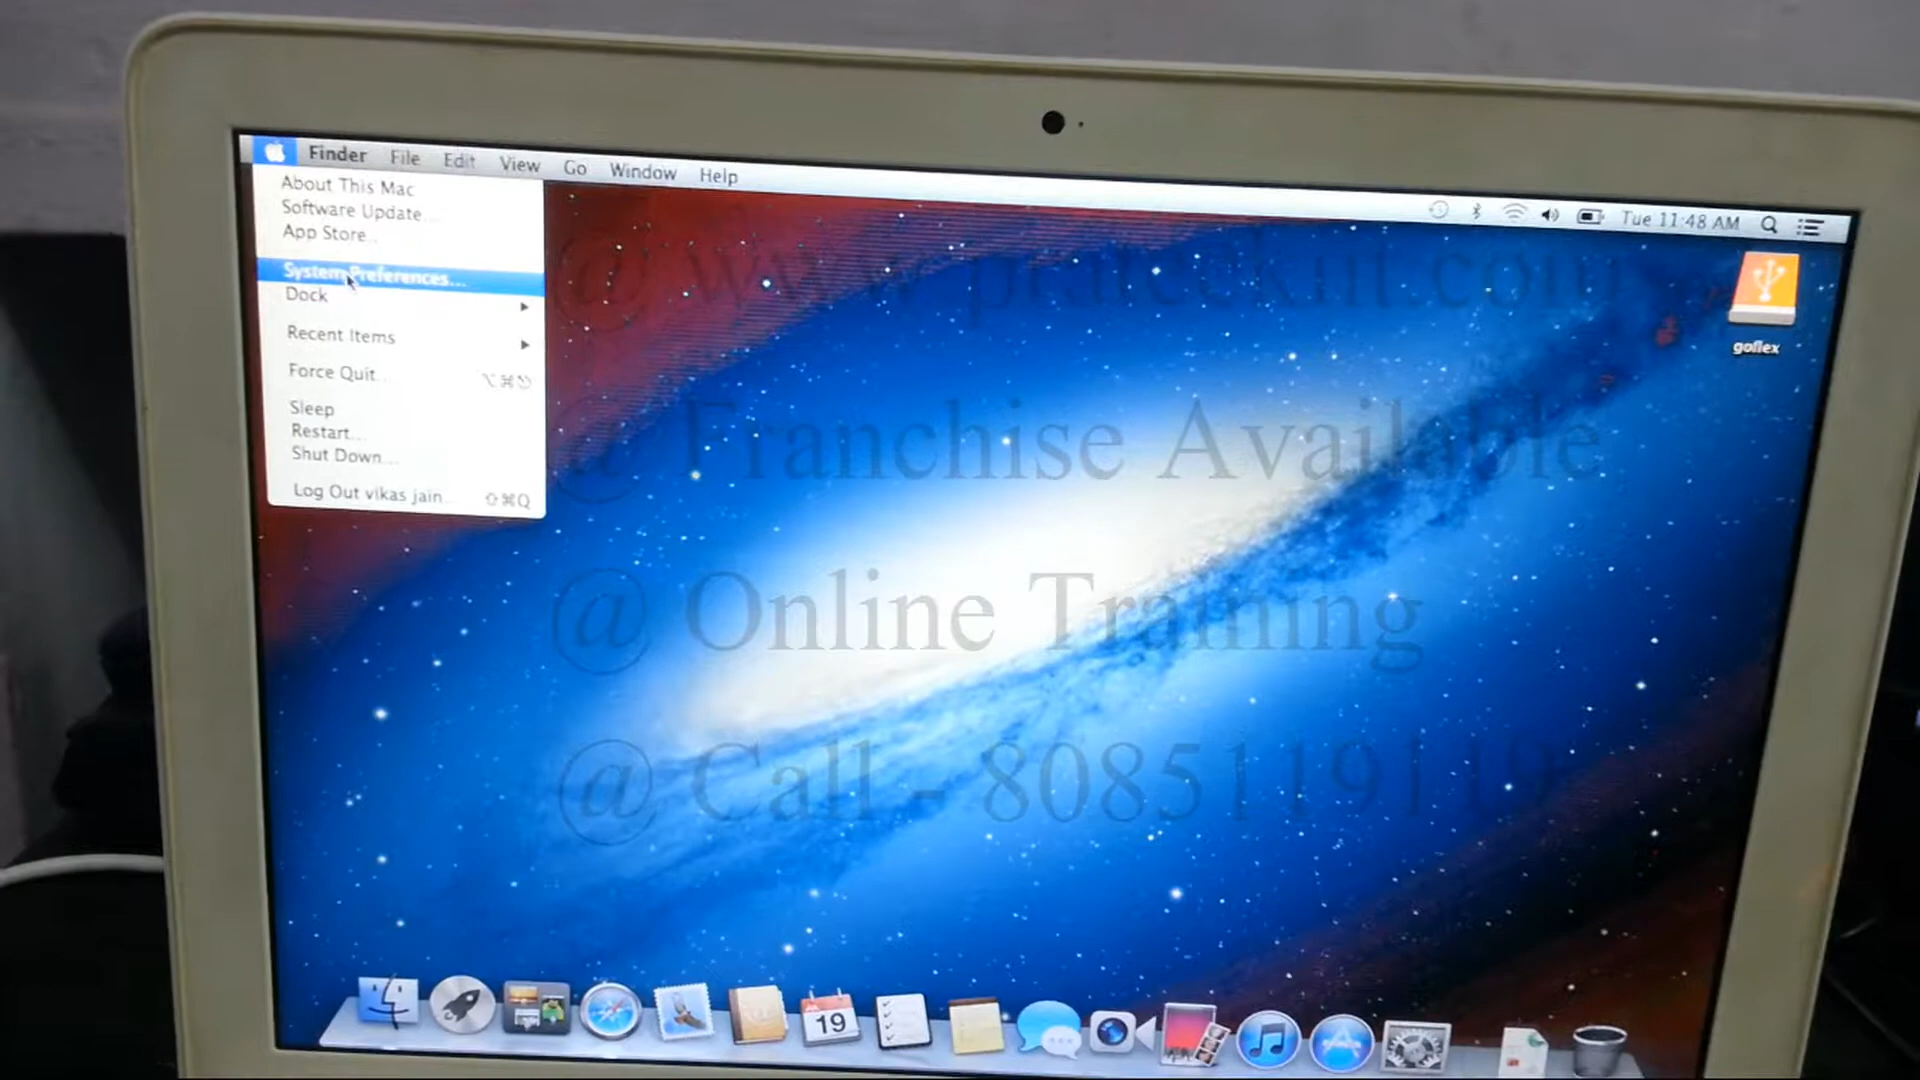 Finder File Edit View Go Window Help
Tue 11:48 AM
About This Mac
Software Update...
App Store...
System Preferences...
Dock
Recent Items
Force Quit... ⌥⌘⎋
Sleep
Restart...
Shut Down...
Log Out vikas jain... ⇧⌘Q
goflex
@ Franchise Available
@ Online Training
@ Call - 8085119119
19